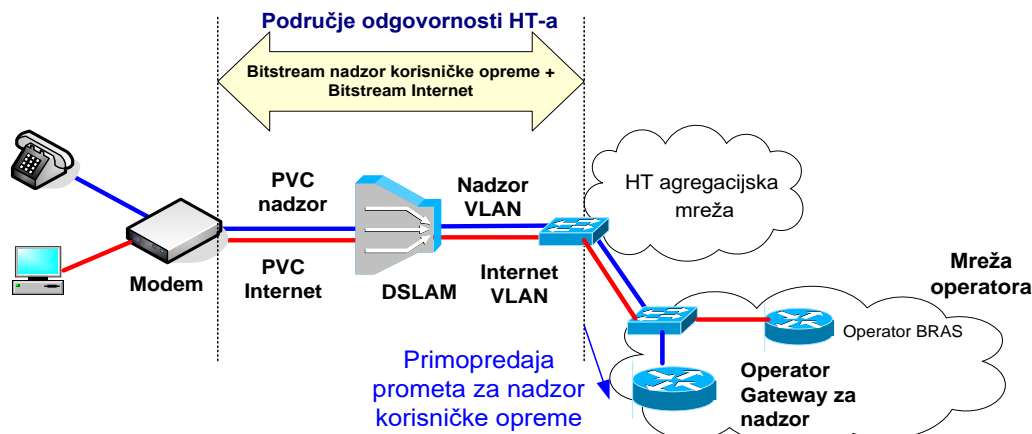 Područje odgovornosti HT-a
Bitstream nadzor korisničke opreme +
Bitstream Internet
HT agregacijska
mreža
PVC
nadzor
Nadzor
VLAN
Modem
PVC
Internet
DSLAM
Internet
VLAN
Mreža
operatora
Operator BRAS
Primopredaja
prometa za nadzor
korisničke opreme
Operator
Gateway za
nadzor